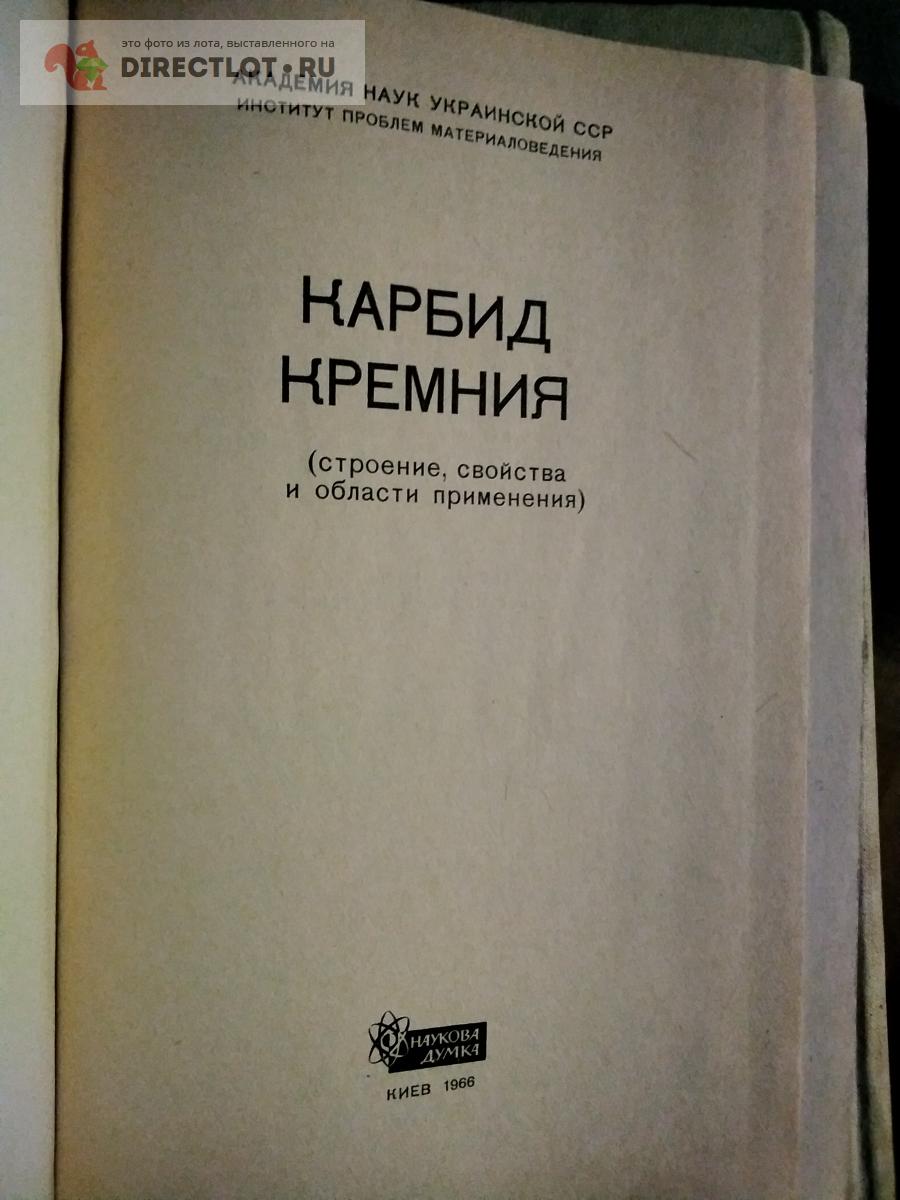 это фото из лота, выставленного на
DIRECTLOT.RU
АКАДЕМИЯ НАУК УКРАИНСКОЙ ССР
ИНСТИТУТ ПРОБЛЕМ МАТЕРИАЛОВЕДЕНИЯ
КАРБИД
КРЕМНИЯ
(строение, свойства
и области применения)
НАУКОВА
ДУМКА
КИЕВ 1966